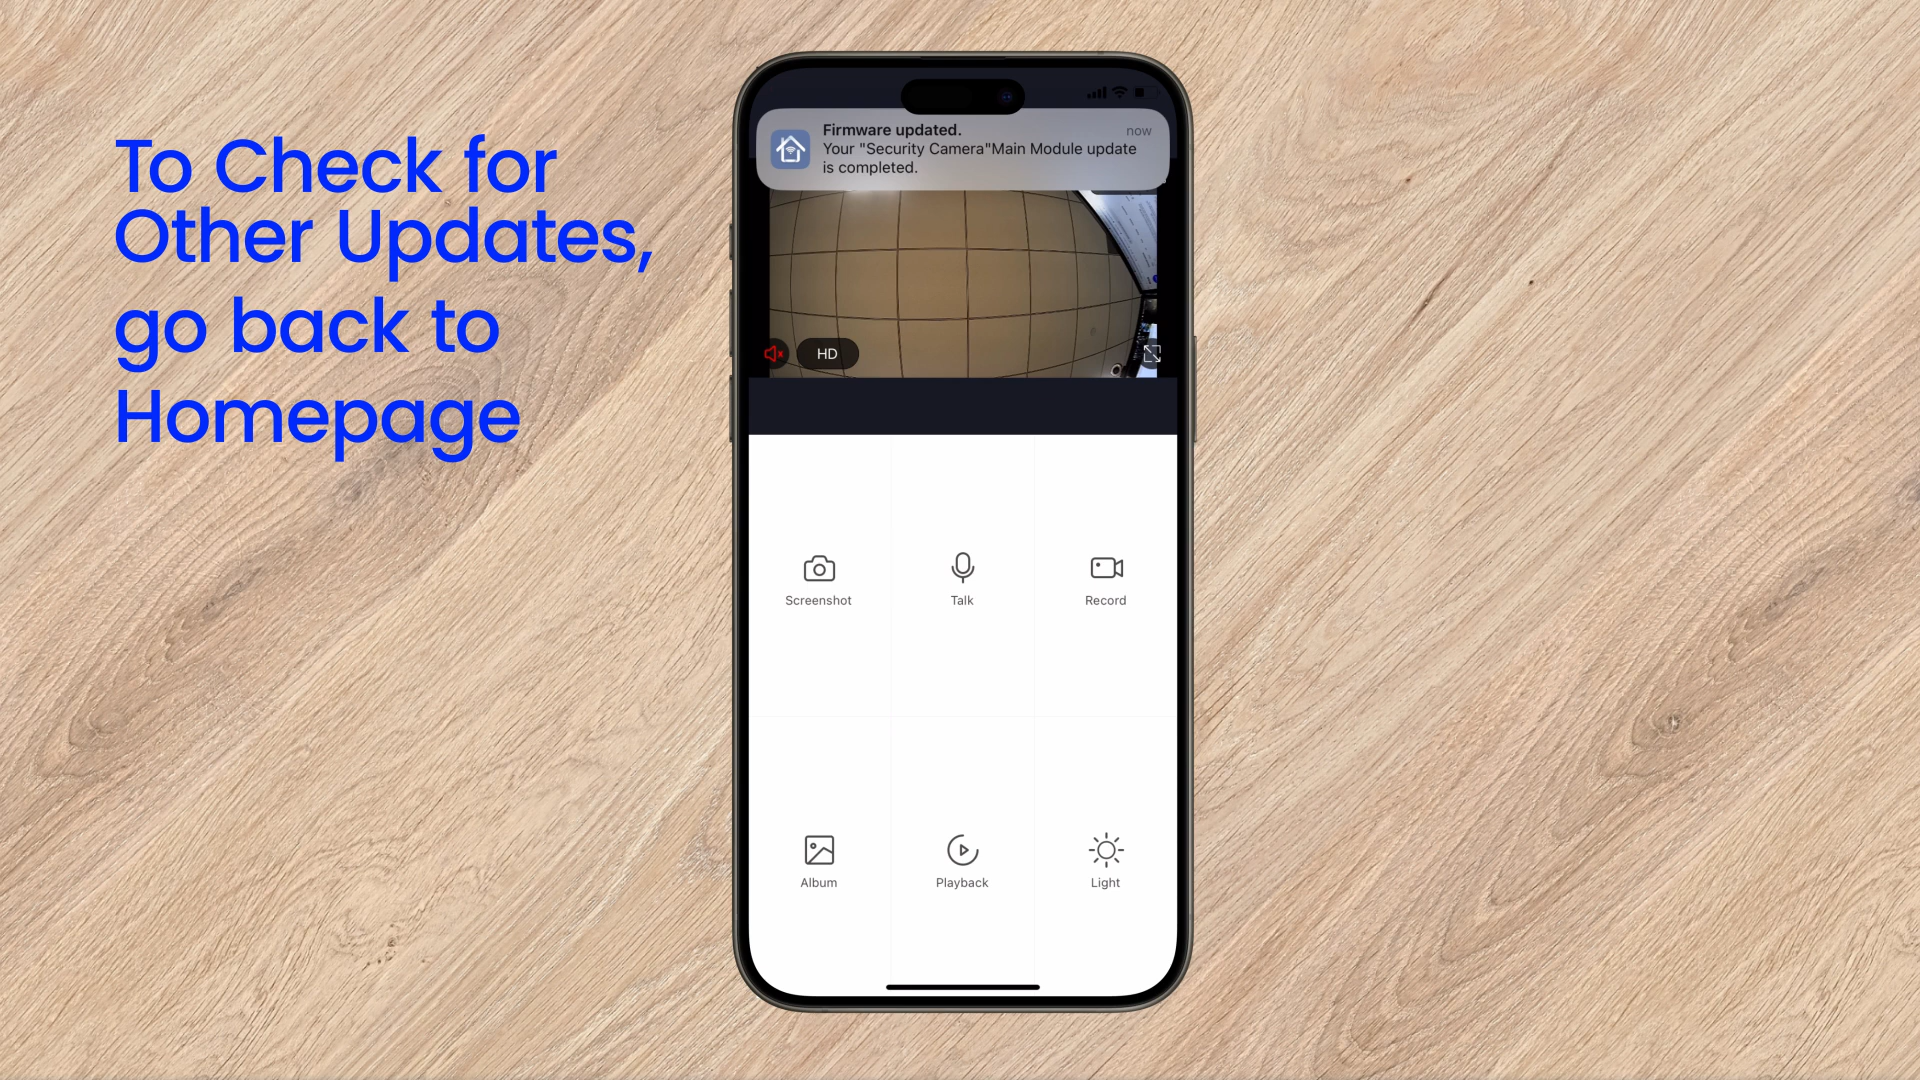 To Check for
Other Updates,
go back to
Homepage
Firmware updated.
now
Your "Security Camera"Main Module update
is completed.
HD
Screenshot
Talk
Record
Album
Playback
Light